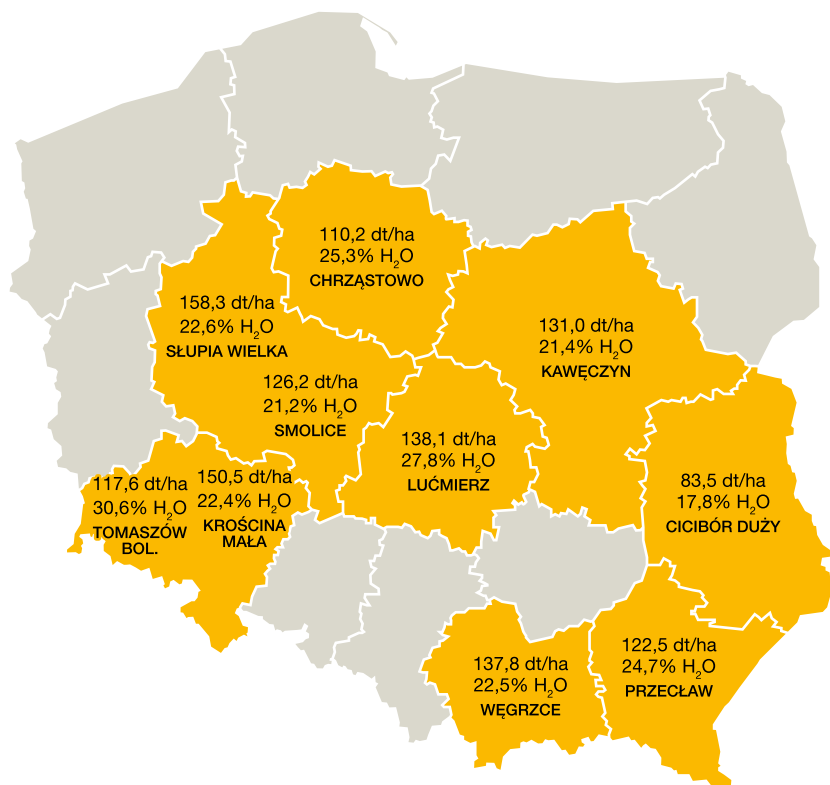 110,2 dt/ha
25,3% H₂O
CHRZĄSTOWO
158,3 dt/ha
22,6% H₂O
SŁUPIA WIELKA
131,0 dt/ha
21,4% H₂O
KAWĘCZYN
126,2 dt/ha
21,2% H₂O
SMOLICE
138,1 dt/ha
27,8% H₂O
LUĆMIERZ
117,6 dt/ha
30,6% H₂O
TOMASZÓW
BOL.
150,5 dt/ha
22,4% H₂O
KROŚCINA
MAŁA
83,5 dt/ha
17,8% H₂O
CICIBÓR DUŻY
137,8 dt/ha
22,5% H₂O
WĘGRZCE
122,5 dt/ha
24,7% H₂O
PRZECŁAW